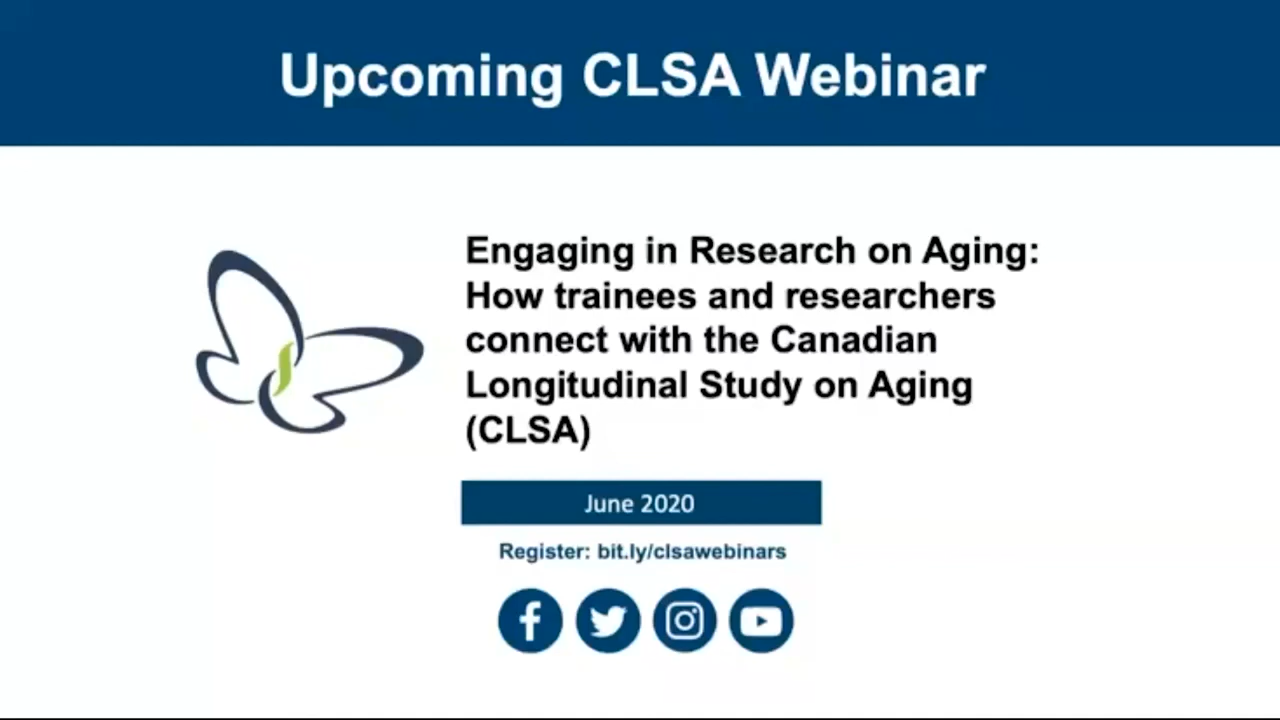 Upcoming CLSA Webinar
Engaging in Research on Aging:
How trainees and researchers
connect with the Canadian
Longitudinal Study on Aging
(CLSA)
June 2020
Register: bit.ly/clsawebinars